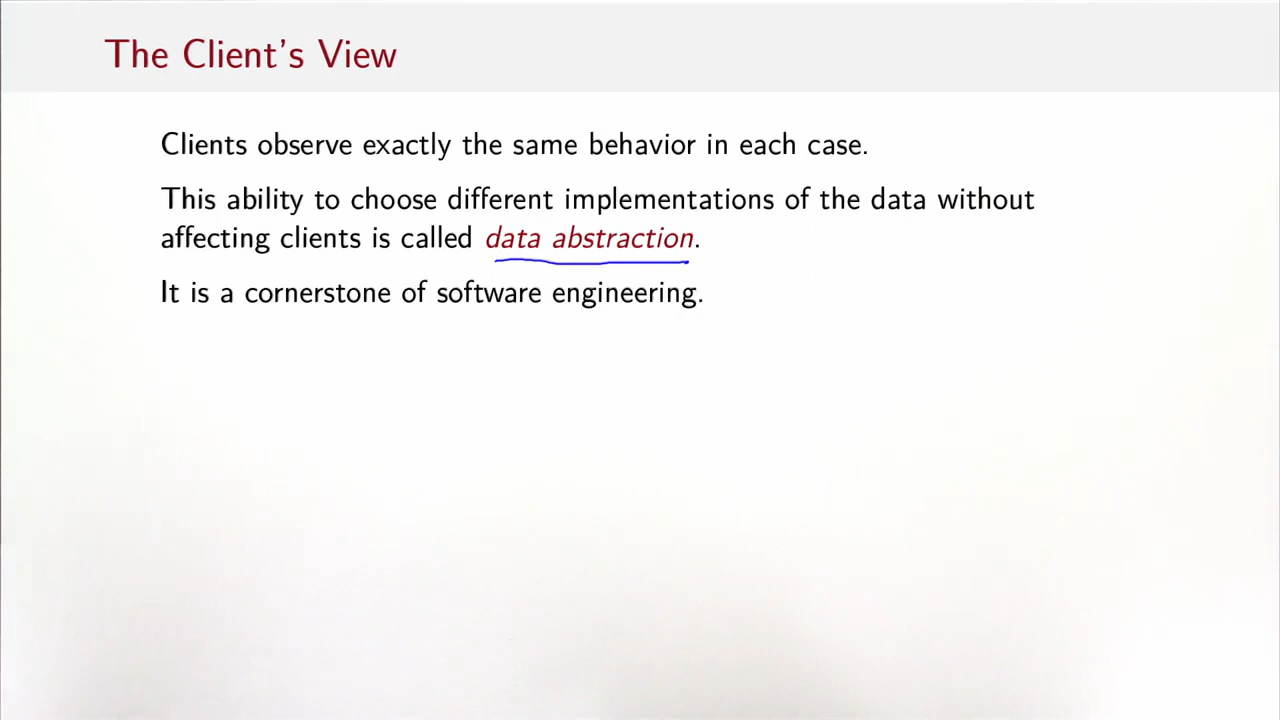 The Client's View
Clients observe exactly the same behavior in each case.
This ability to choose different implementations of the data without
affecting clients is called data abstraction.
It is a cornerstone of software engineering.